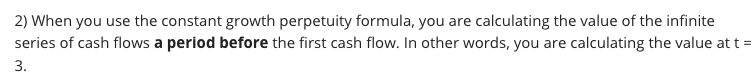 2) When you use the constant growth perpetuity formula, you are calculating the value of the infinite
series of cash flows a period before the first cash flow. In other words, you are calculating the value at t =
3.